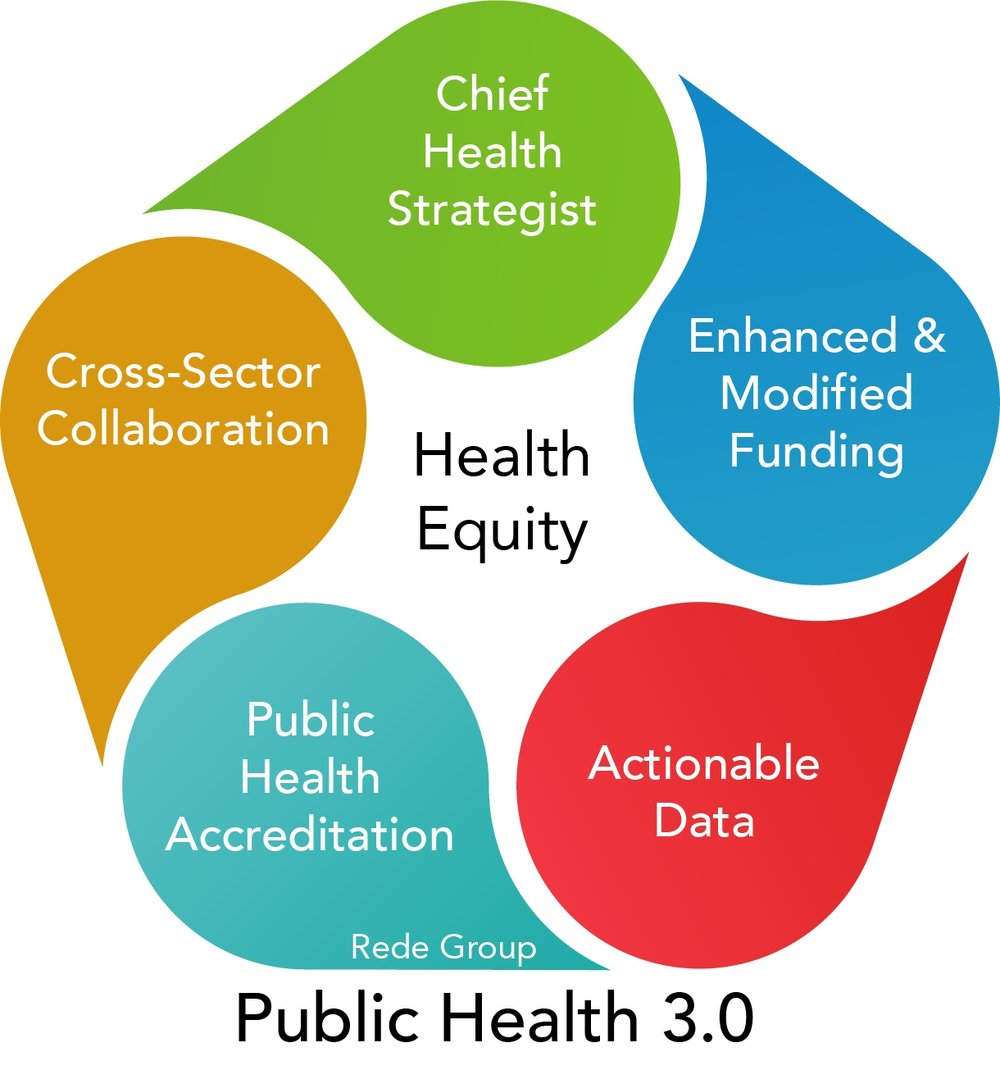 Chief
Health
Strategist
Enhanced &
Modified
Funding
Cross-Sector
Collaboration
Health
Equity
Public
Health
Accreditation
Actionable
Data
Rede Group
Public Health 3.0